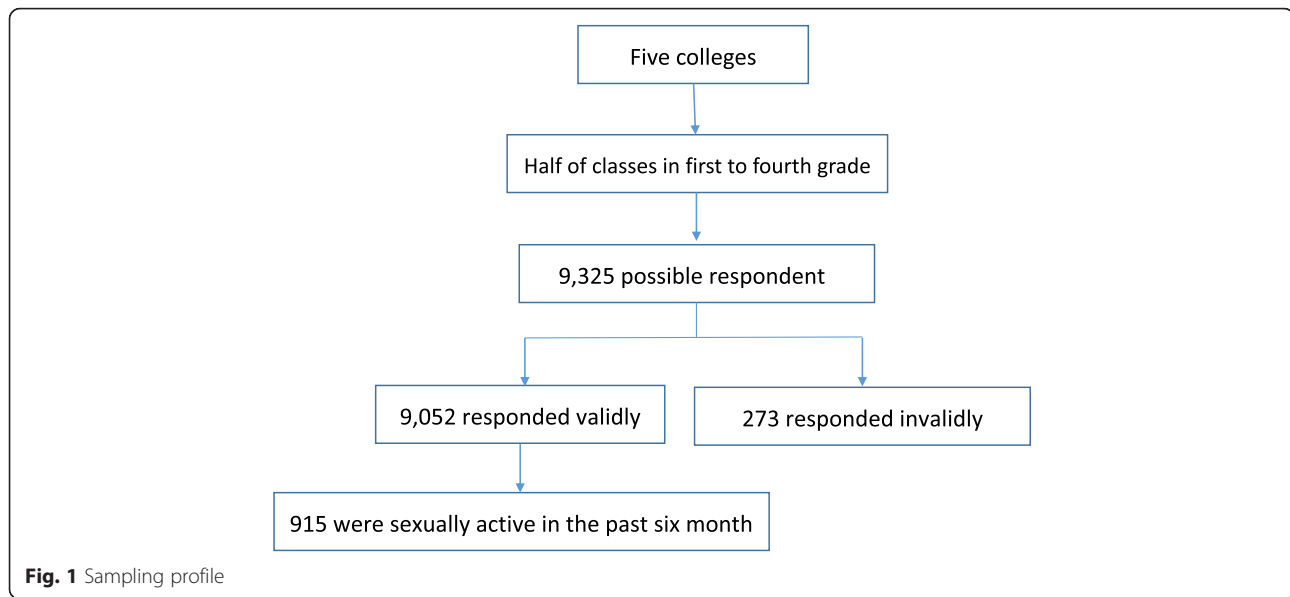 Five colleges
Half of classes in first to fourth grade
9,325 possible respondent
9,052 responded validly
273 responded invalidly
915 were sexually active in the past six month
Fig. 1 Sampling profile